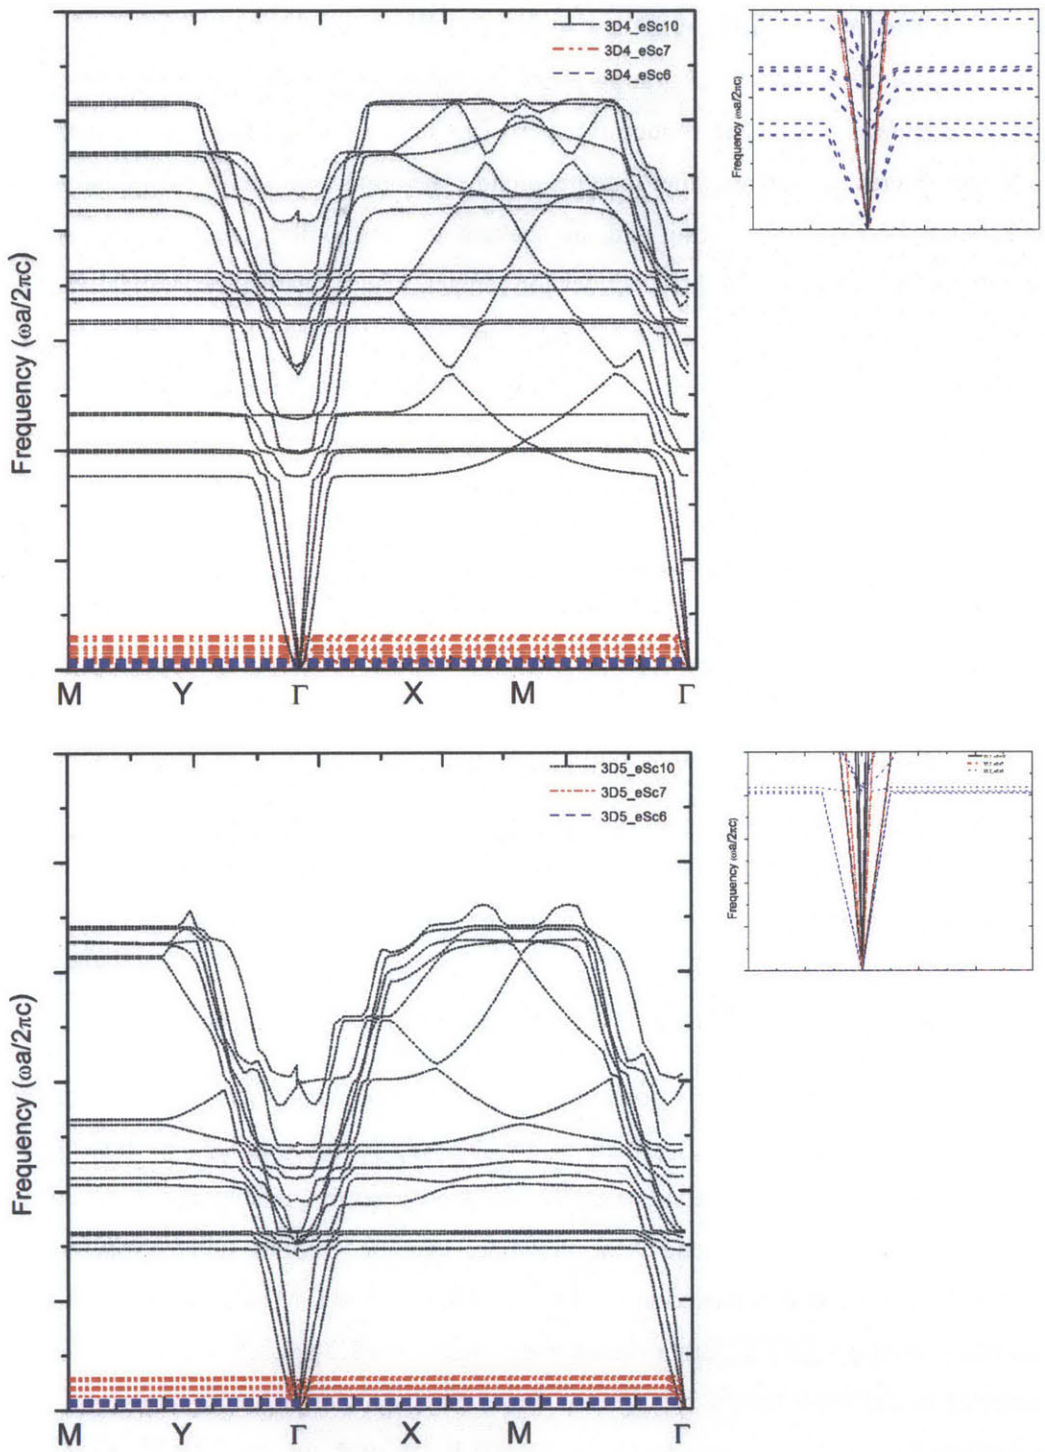 3D4_eSc10
3D4_eSc7
3D4_eSc6
Frequency (ωa/2πc)
M Y Γ X M Γ
Frequency (ωa/2πc)
3D5_eSc10
3D5_eSc7
3D5_eSc6
Frequency (ωa/2πc)
M Y Γ X M Γ
Frequency (ωa/2πc)